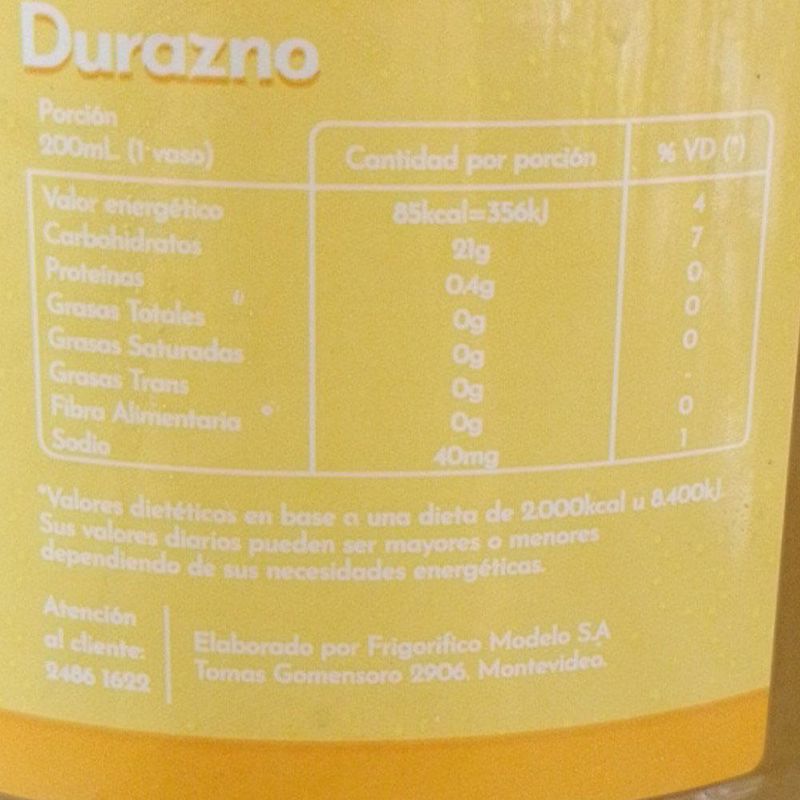 Durazno
Porción
200mL (1 vaso)
Cantidad por porción
% VD (*)
Valor energético 85kcal=356kJ 4
Carbohidratos 21g 7
Proteínas 0.4g 0
Grasas Totales 0g 0
Grasas Saturadas 0g 0
Grasas Trans 0g -
Fibra Alimentaria 0g 0
Sodio 40mg 1
*Valores dietéticos en base a una dieta de 2.000kcal u 8.400kJ.
Sus valores diarios pueden ser mayores o menores
dependiendo de sus necesidades energéticas.
Atención
al cliente:
2486 1622
Elaborado por Frigorifico Modelo S.A
Tomas Gomensoro 2906. Montevideo.